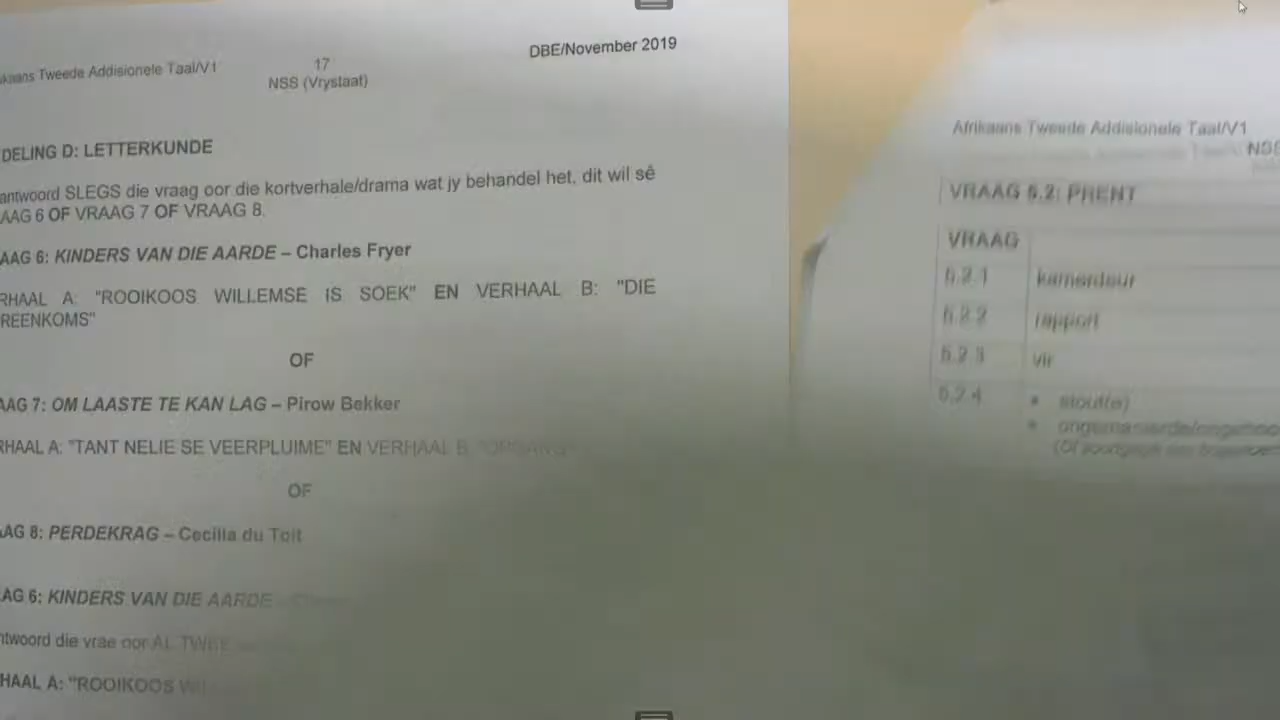 DBE/November 2019
Tweede Addisionele Taal/V1
17
NSS (Vrystaat)
DELING D: LETTERKUNDE
antwoord SLEGS die vraag oor die kortverhale/drama wat jy behandel het, dit wil sê
AAG 6 OF VRAAG 7 OF VRAAG 8.
AAG 6: KINDERS VAN DIE AARDE – Charles Fryer
RHAAL A: "ROOIKOOS WILLEMSE IS SOEK" EN VERHAAL B: "DIE
REENKOMS"
OF
AAG 7: OM LAASTE TE KAN LAG – Pirow Bekker
RHAAL A: "TANT NELIE SE VEERPLUIME" EN VERHAAL B:
OF
AAG 8: PERDEKRAG – Cecilia du Toit
AAG 6: KINDERS VAN DIE AARDE –
ntwoord die vrae oor AL TWEE
HAAL A: "ROOIKOOS
Afrikaans Tweede Addisionele Taal/V1
NSS
VRAAG 5.2: PRENT
VRAAG
5.2.1 kamerdeur
5.2.2 rapport
5.2.3 vir
5.2.4 • stout(e)